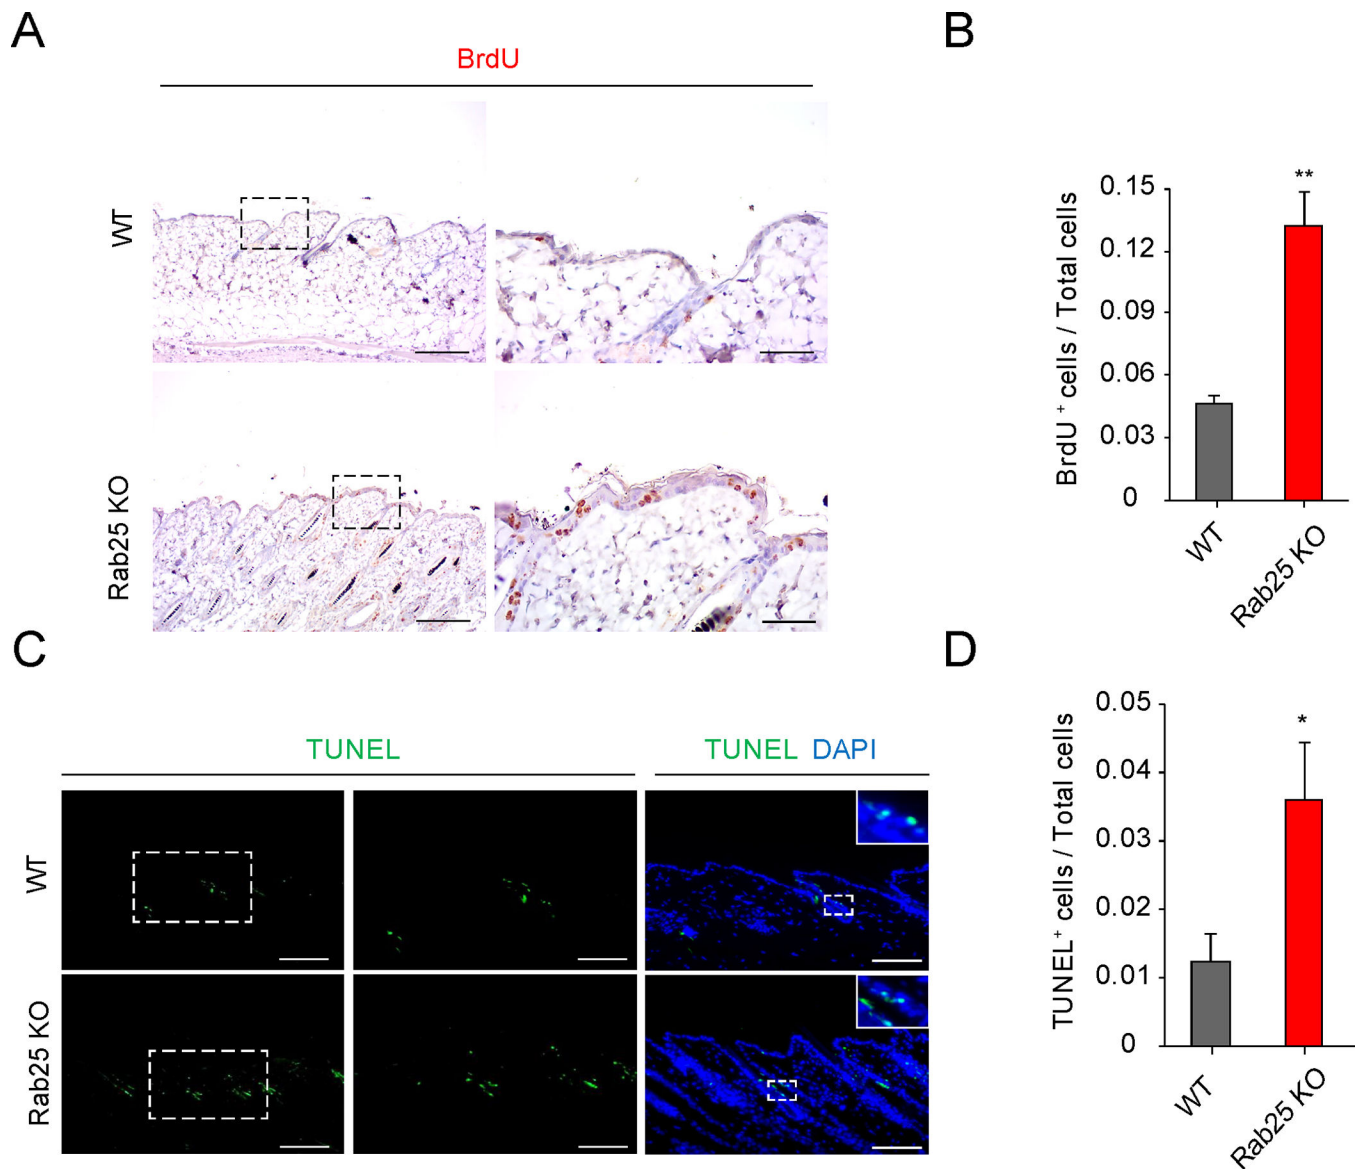 A
BrdU
WT
Rab25 KO
B
BrdU + cells / Total cells
0.15
0.12
0.09
0.06
0.03
0
**
WT
Rab25 KO
C
TUNEL
TUNEL DAPI
WT
Rab25 KO
D
TUNEL+ cells / Total cells
0.05
0.04
0.03
0.02
0.01
0
*
WT
Rab25 KO